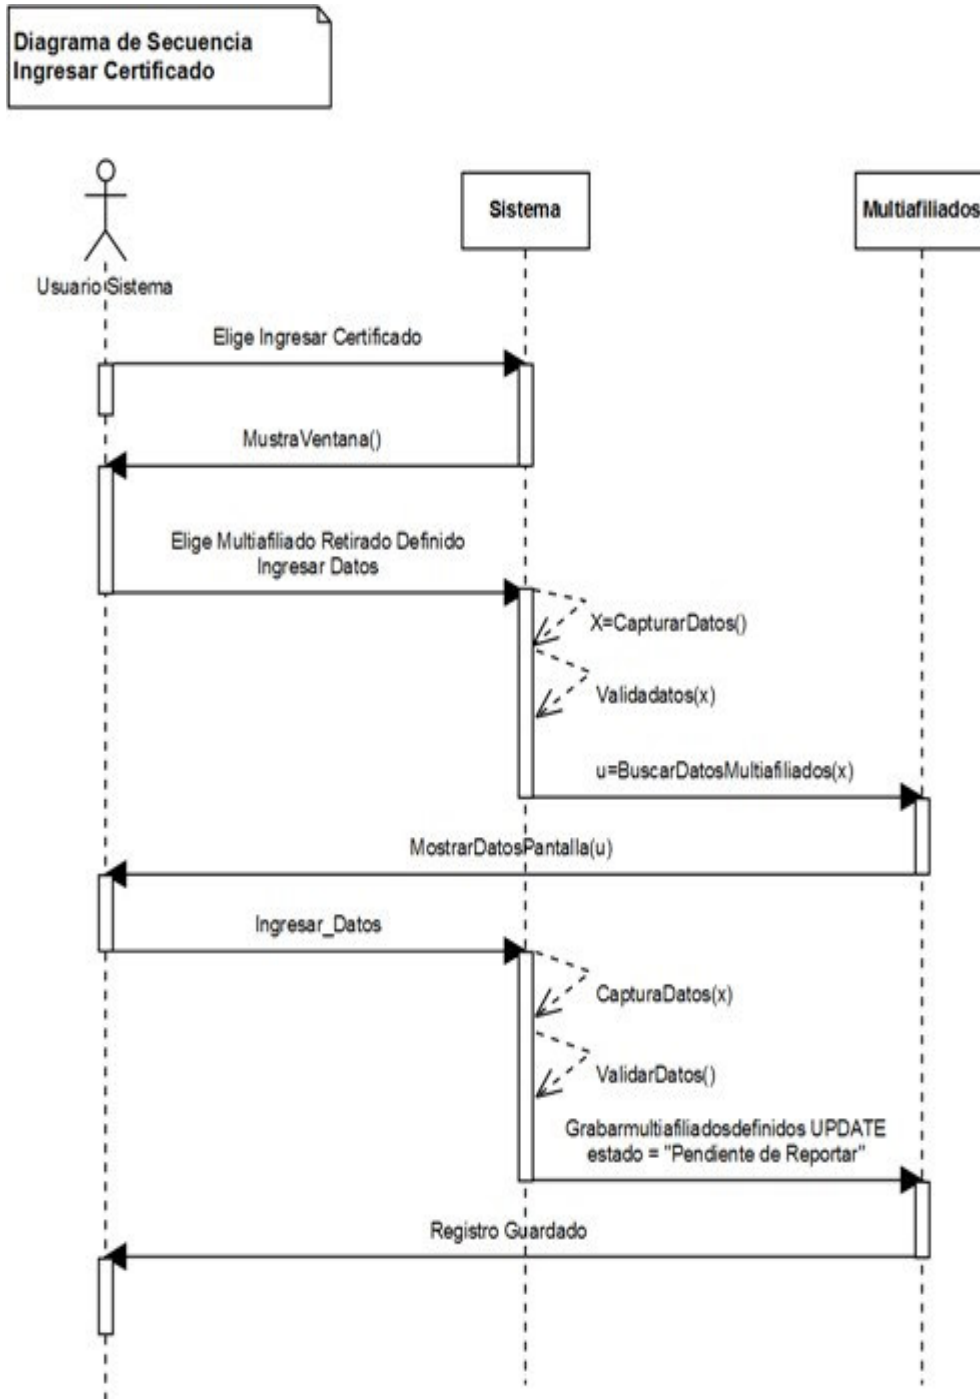 Diagrama de Secuencia
Ingresar Certificado
Usuario Sistema
Sistema
Multiafiliados
Elige Ingresar Certificado
MustraVentana()
Elige Multiafiliado Retirado Definido
Ingresar Datos
X=CapturarDatos()
Validadatos(x)
u=BuscarDatosMultiafiliados(x)
MostrarDatosPantalla(u)
Ingresar_Datos
CapturaDatos(x)
ValidarDatos()
Grabarmultiafiliadosdefinidos UPDATE
estado = "Pendiente de Reportar"
Registro Guardado